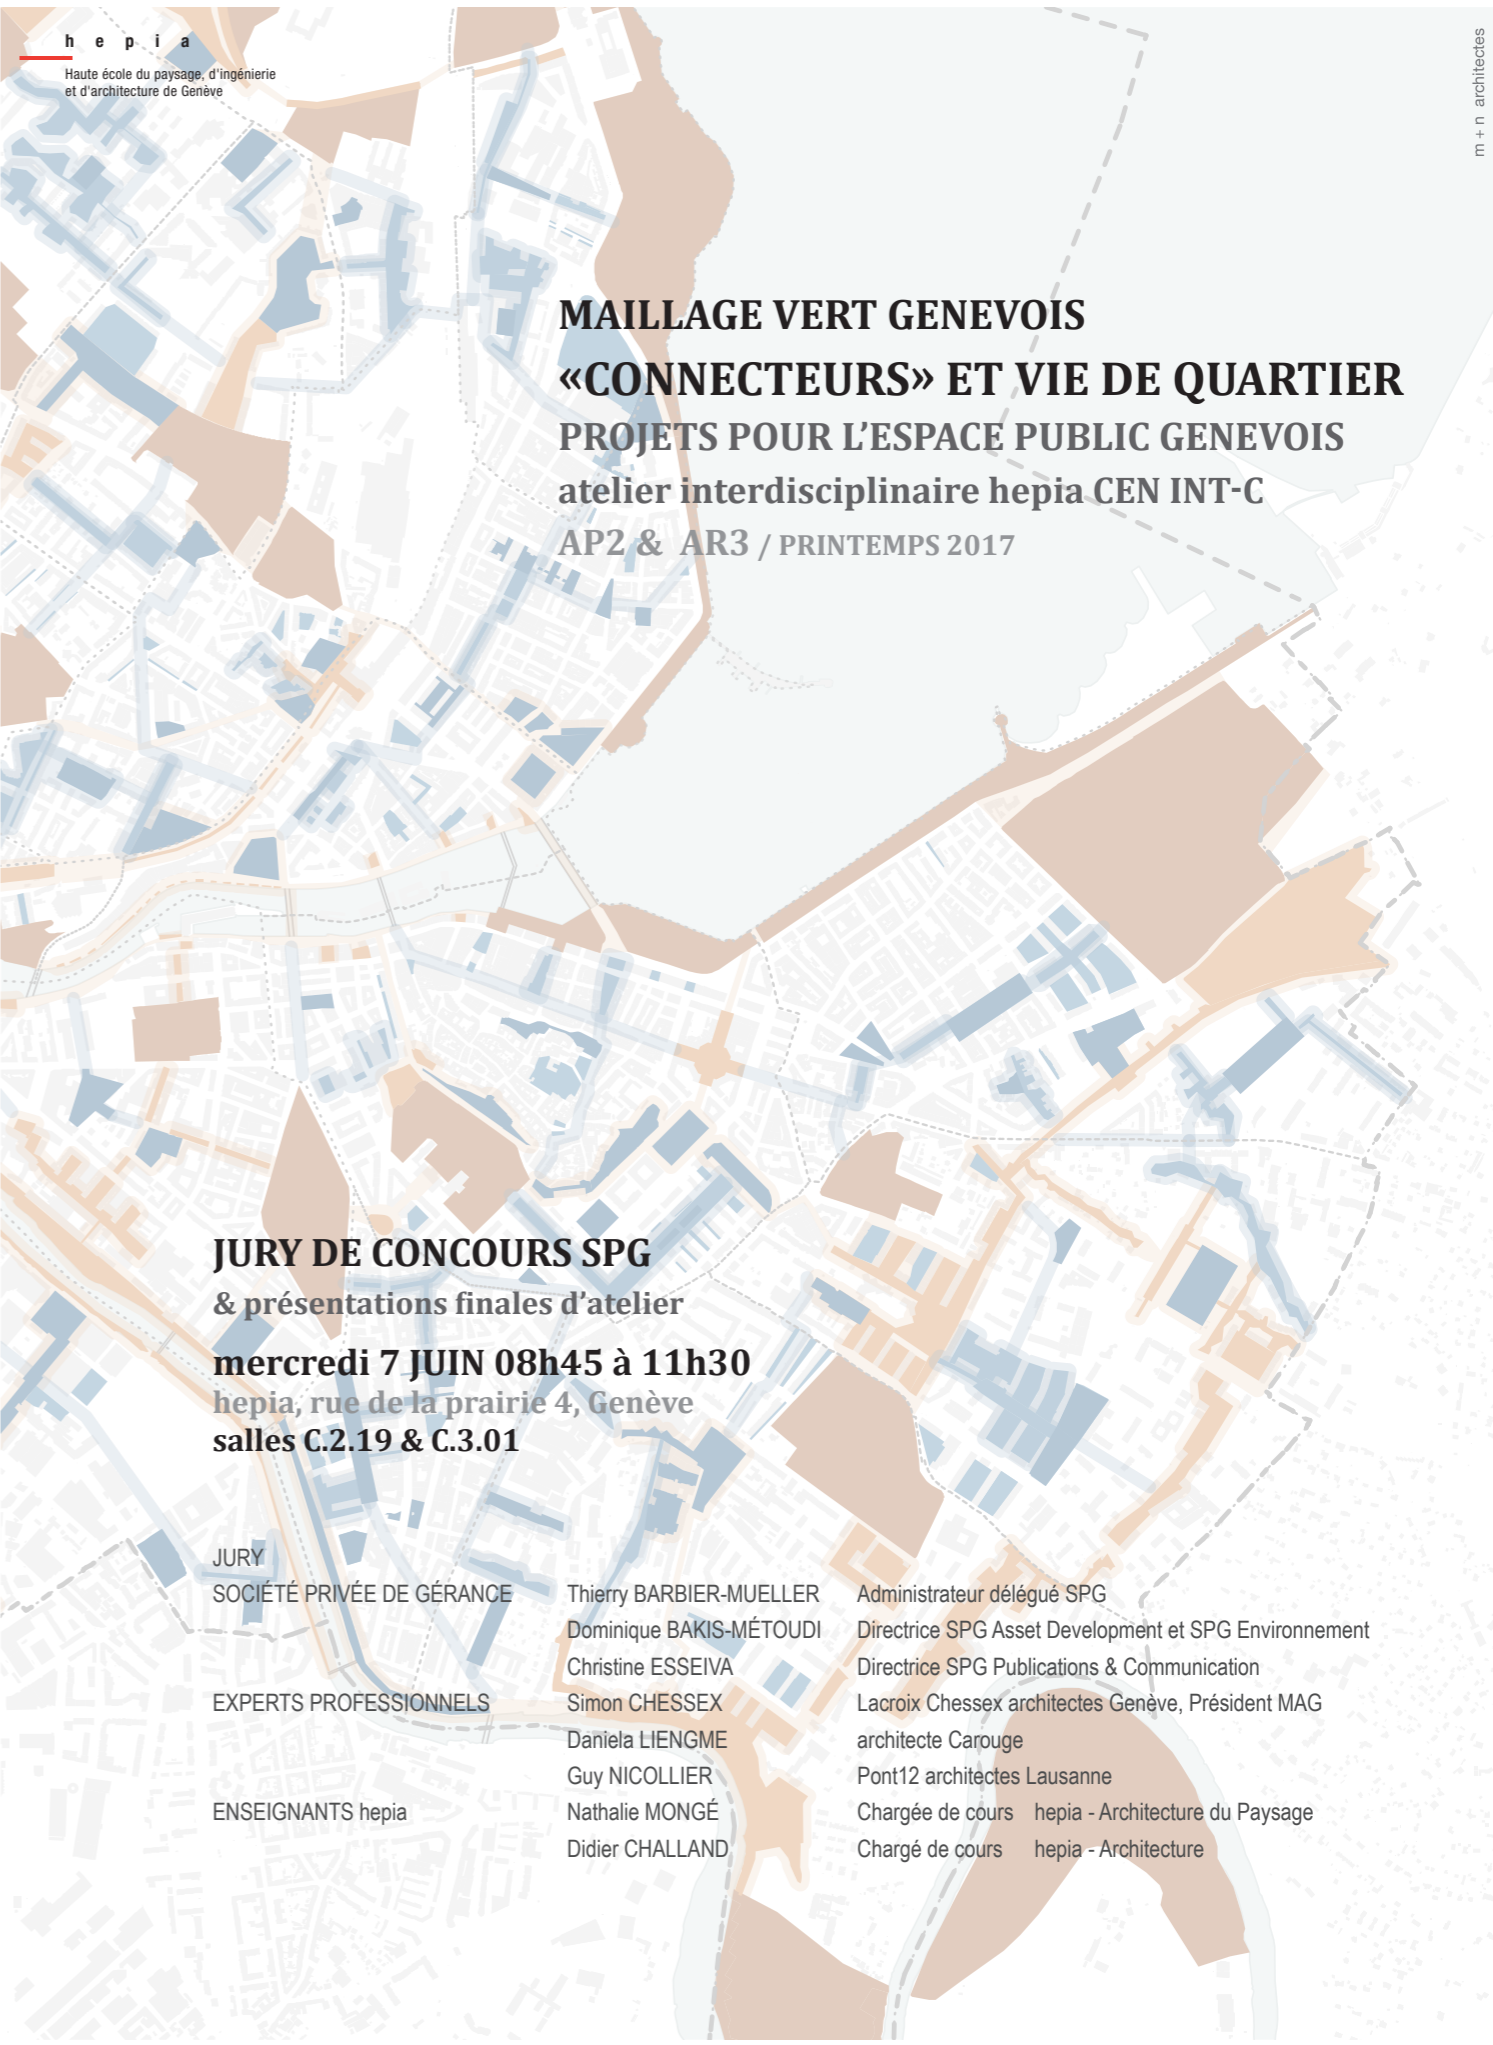 h e p i a
Haute école du paysage, d'ingénierie
et d'architecture de Genève
m + n architectes
MAILLAGE VERT GENEVOIS
«CONNECTEURS» ET VIE DE QUARTIER
PROJETS POUR L’ESPACE PUBLIC GENEVOIS
atelier interdisciplinaire hepia CEN INT-C
AP2 & AR3 / PRINTEMPS 2017
JURY DE CONCOURS SPG
& présentations finales d’atelier
mercredi 7 JUIN 08h45 à 11h30
hepia, rue de la prairie 4, Genève
salles C.2.19 & C.3.01
JURY
SOCIÉTÉ PRIVÉE DE GÉRANCE Thierry BARBIER-MUELLER Administrateur délégué SPG
Dominique BAKIS-MÉTOUDI Directrice SPG Asset Development et SPG Environnement
Christine ESSEIVA Directrice SPG Publications & Communication
EXPERTS PROFESSIONNELS Simon CHESSEX Lacroix Chessex architectes Genève, Président MAG
Daniela LIENGME architecte Carouge
Guy NICOLLIER Pont12 architectes Lausanne
ENSEIGNANTS hepia Nathalie MONGÉ Chargée de cours hepia - Architecture du Paysage
Didier CHALLAND Chargé de cours hepia - Architecture